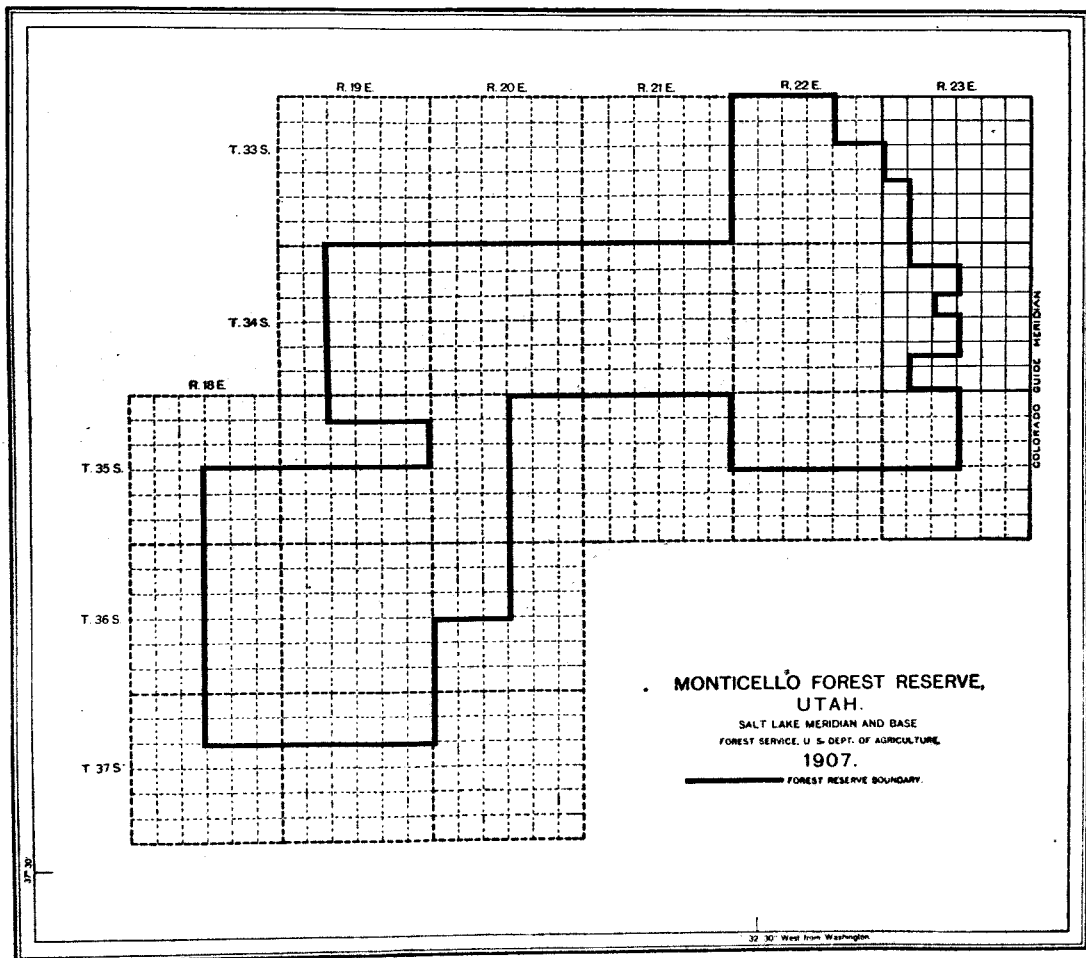 R. 19 E. R. 20 E. R. 21 E. R. 22 E. R. 23 E.
T. 33 S.
T. 34 S.
COLORADO GUIDE MERIDIAN
R. 18 E.
T. 35 S.
T. 36 S.
T. 37 S.
MONTICELLO FOREST RESERVE,
UTAH.
SALT LAKE MERIDIAN AND BASE
FOREST SERVICE, U. S. DEPT. OF AGRICULTURE,
1907.
FOREST RESERVE BOUNDARY.
37° 30'
32° 30' West from Washington